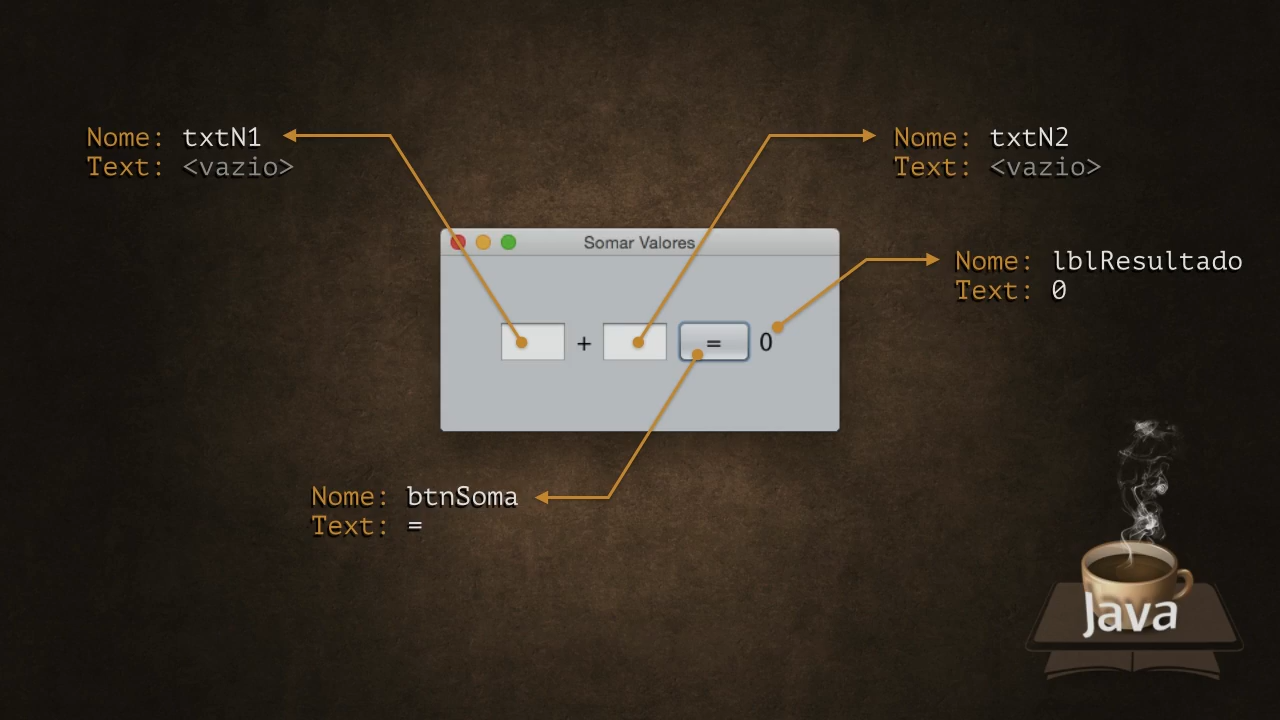 Nome: txtN1
Text: <vazio>
Nome: txtN2
Text: <vazio>
Somar Valores
Nome: lblResultado
Text: 0
+ = 0
Nome: btnSoma
Text: =
Java